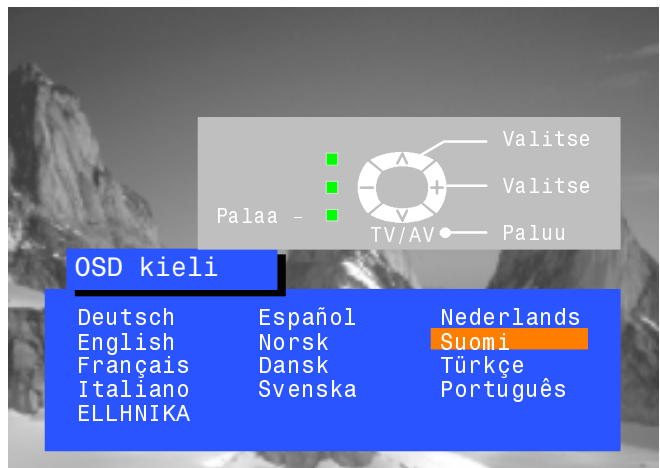 Valitse
Valitse
Palaa -
TV/AV Paluu
OSD kieli
Deutsch Español Nederlands
English Norsk Suomi
Français Dansk Türkçe
Italiano Svenska Português
ELLHNIKA